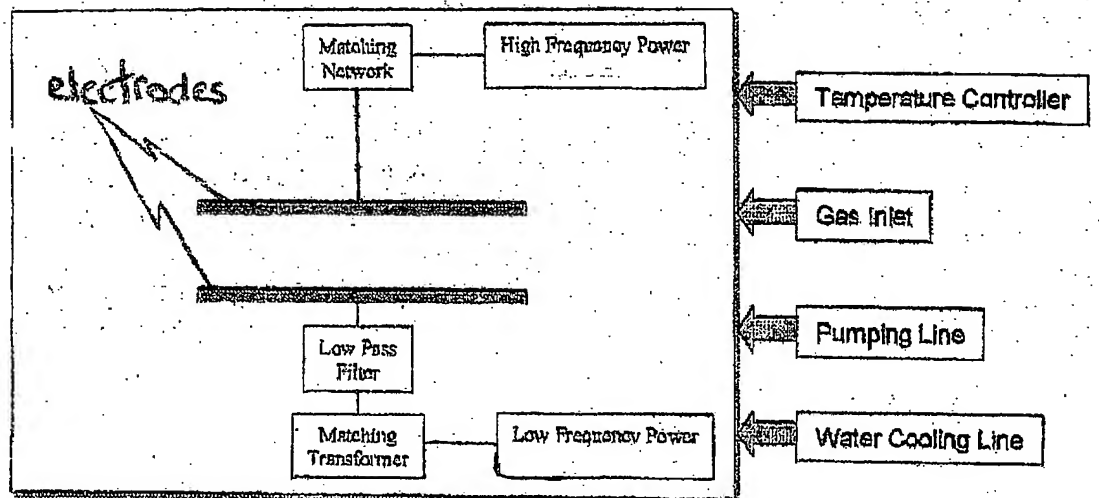 Matching
Network
High Frequency Power
electrodes
Temperature Controller
Gas Inlet
Pumping Line
Low Pass
Filter
Matching
Transformer
Low Frequency Power
Water Cooling Line